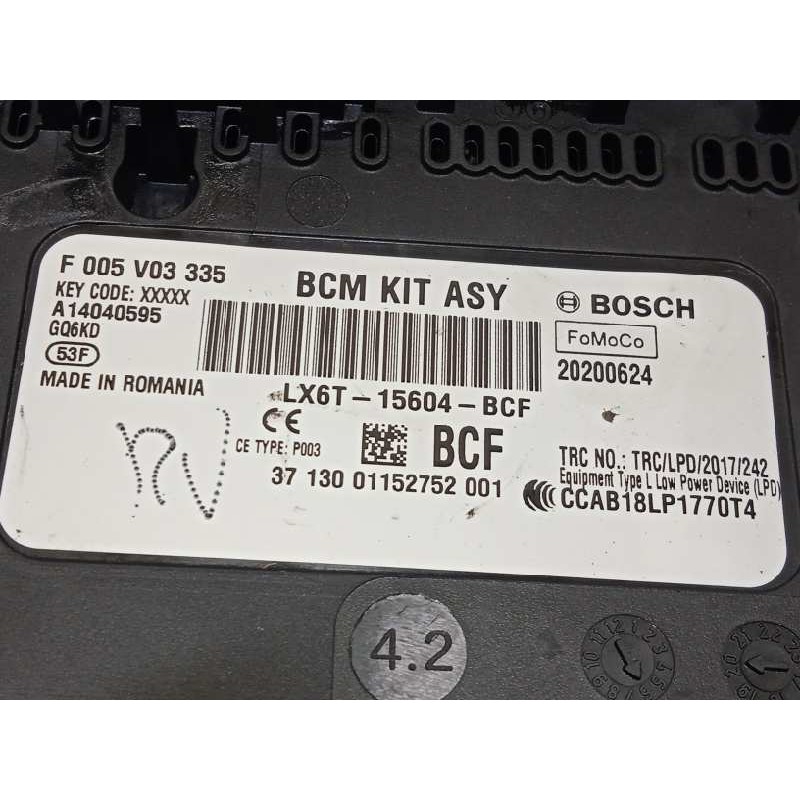 F 005 V03 335
BCM KIT ASY
BOSCH
KEY CODE: XXXXX
A14040595
GQ6KD
FoMoCo
53F
20200624
MADE IN ROMANIA
LX6T-15604-BCF
CE
CE TYPE: P003
BCF
TRC NO.: TRC/LPD/2017/242
Equipment Type L Low Power Device (LPD)
37 130 01152752 001
CCAB18LP1770T4
4.2